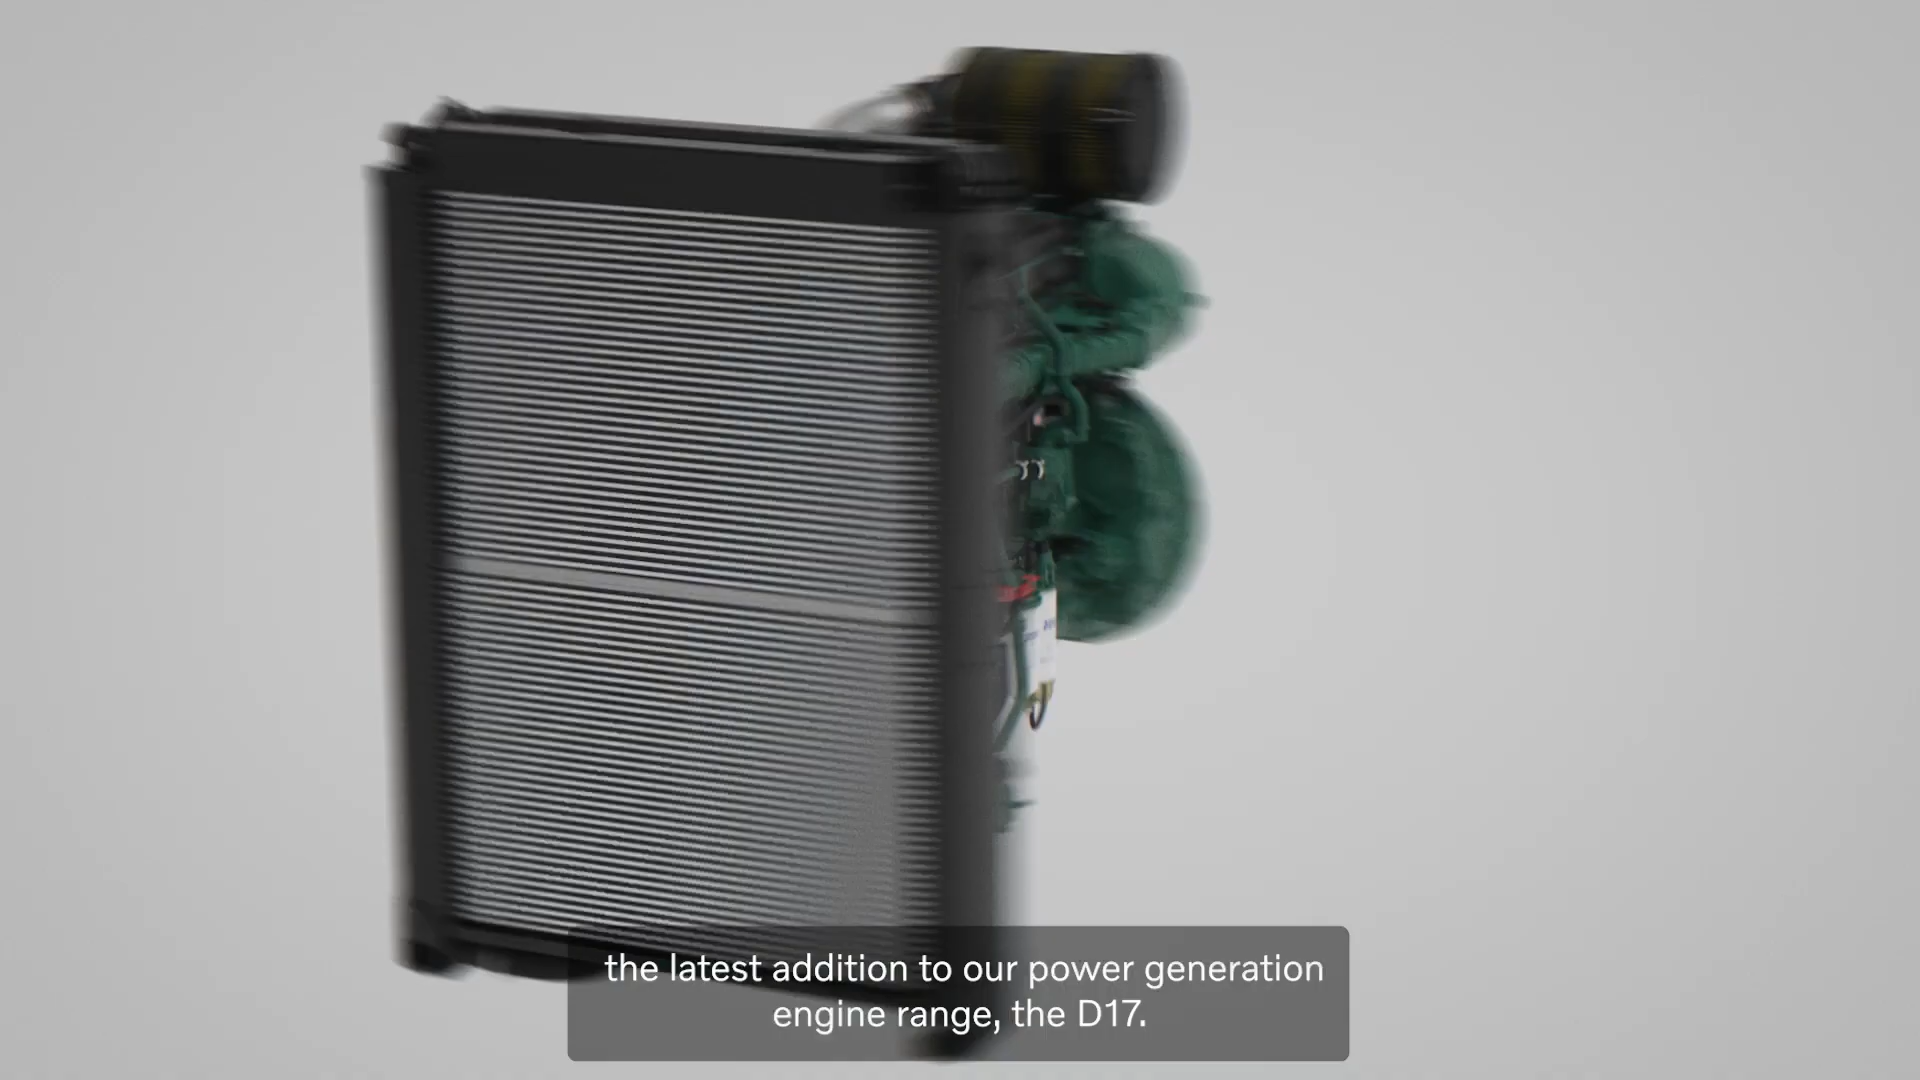 the latest addition to our power generation
engine range, the D17.